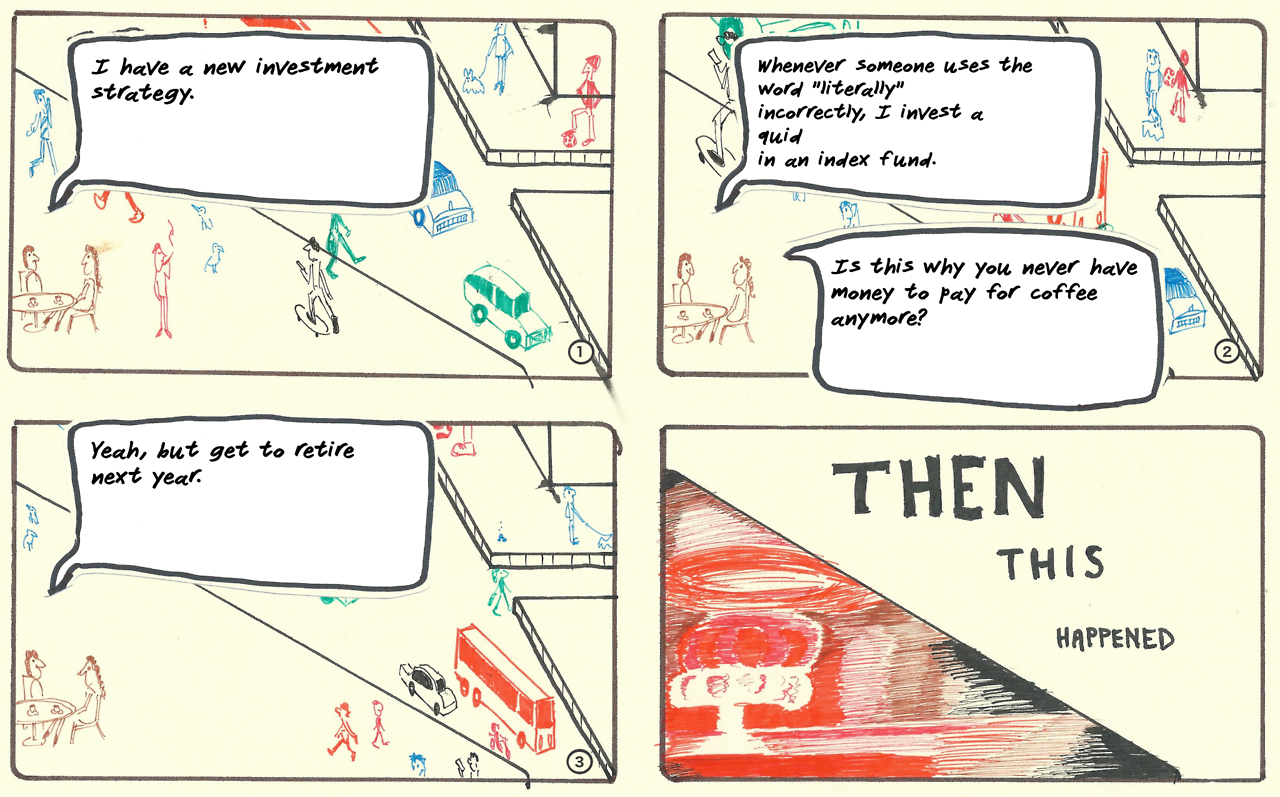 I have a new investment
strategy.
1
Whenever someone uses the
word "literally"
incorrectly, I invest a
quid
in an index fund.
Is this why you never have
money to pay for coffee
anymore?
2
Yeah, but get to retire
next year.
3
THEN
THIS
HAPPENED